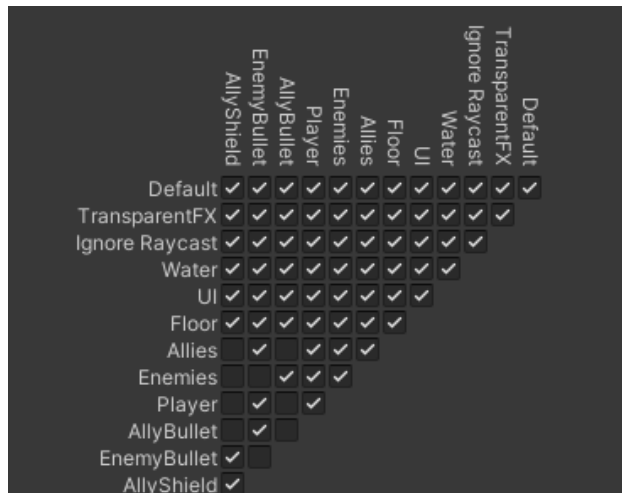 AllyShield
EnemyBullet
AllyBullet
Player
Enemies
Allies
Floor
UI
Water
Ignore Raycast
TransparentFX
Default
Default
TransparentFX
Ignore Raycast
Water
UI
Floor
Allies
Enemies
Player
AllyBullet
EnemyBullet
AllyShield